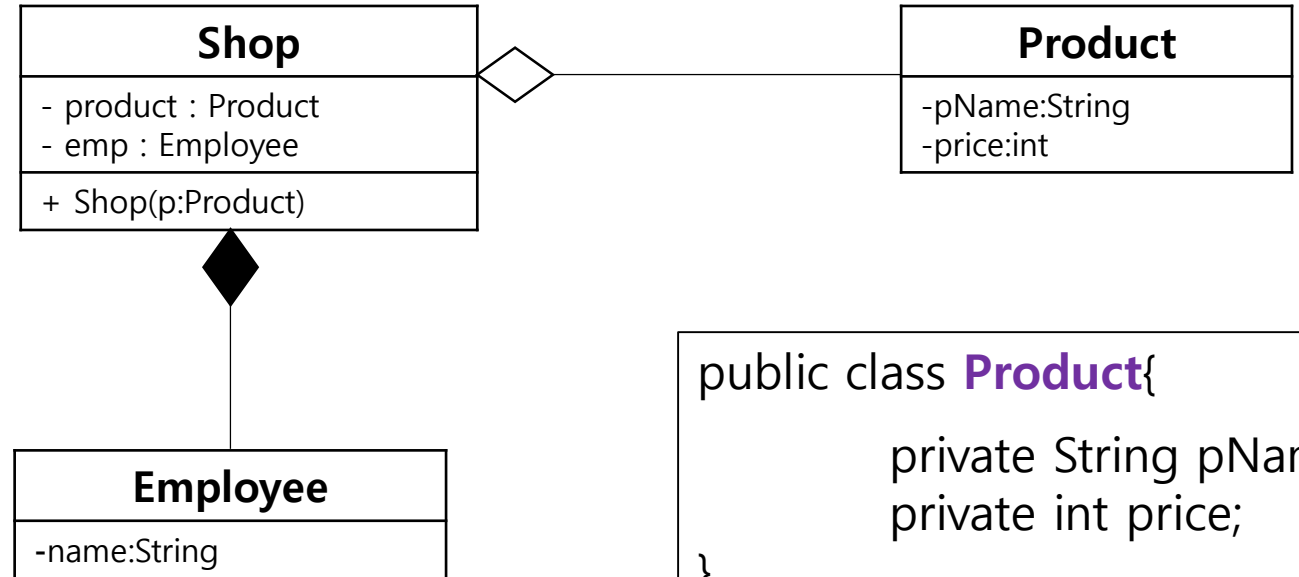 Shop
- product : Product
- emp : Employee
+ Shop(p:Product)
Product
-pName:String
-price:int
Employee
-name:String
public class Product{
private String
private int price;
}